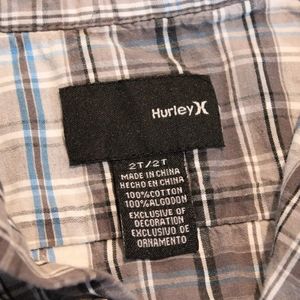 Hurley
2T/2T
MADE IN CHINA
HECHO EN CHINA
100%COTTON
100%ALGODON
EXCLUSIVE OF
DECORATION
EXCLUSIVO DE
ORNAMENTO